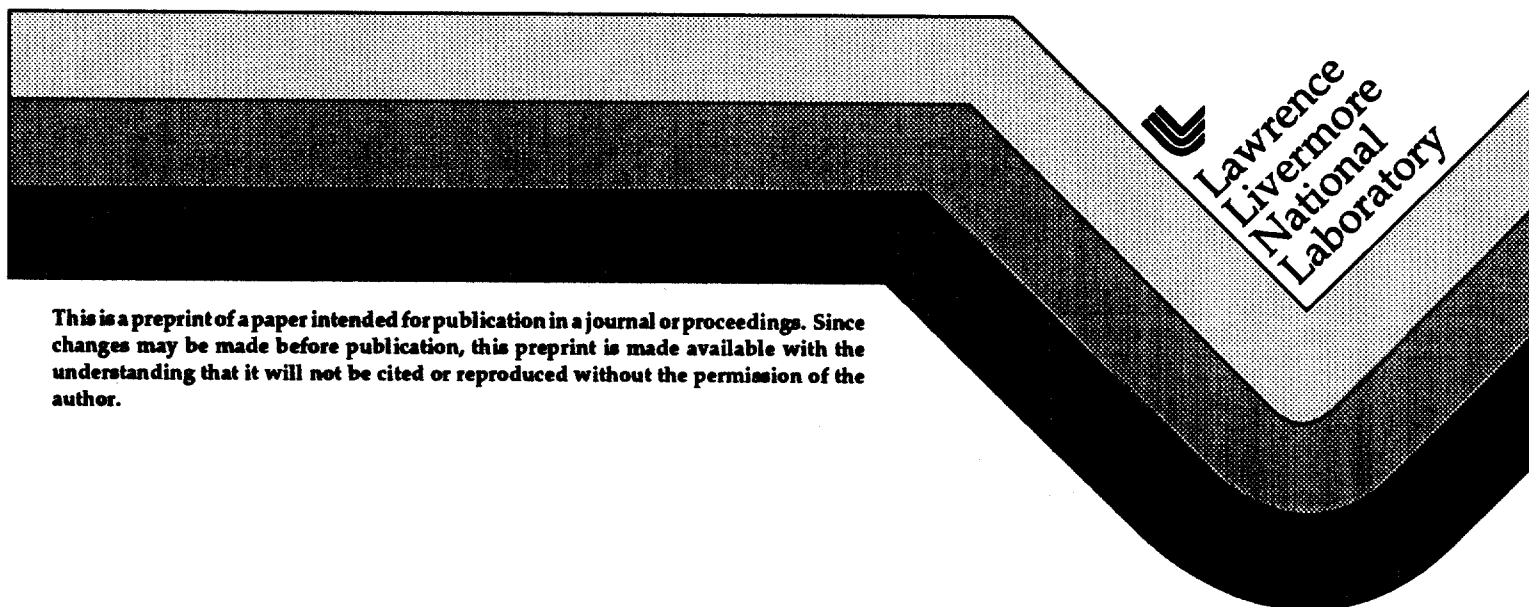 Lawrence
Livermore
National
Laboratory
This is a preprint of a paper intended for publication in a journal or proceedings. Since
changes may be made before publication, this preprint is made available with the
understanding that it will not be cited or reproduced without the permission of the
author.